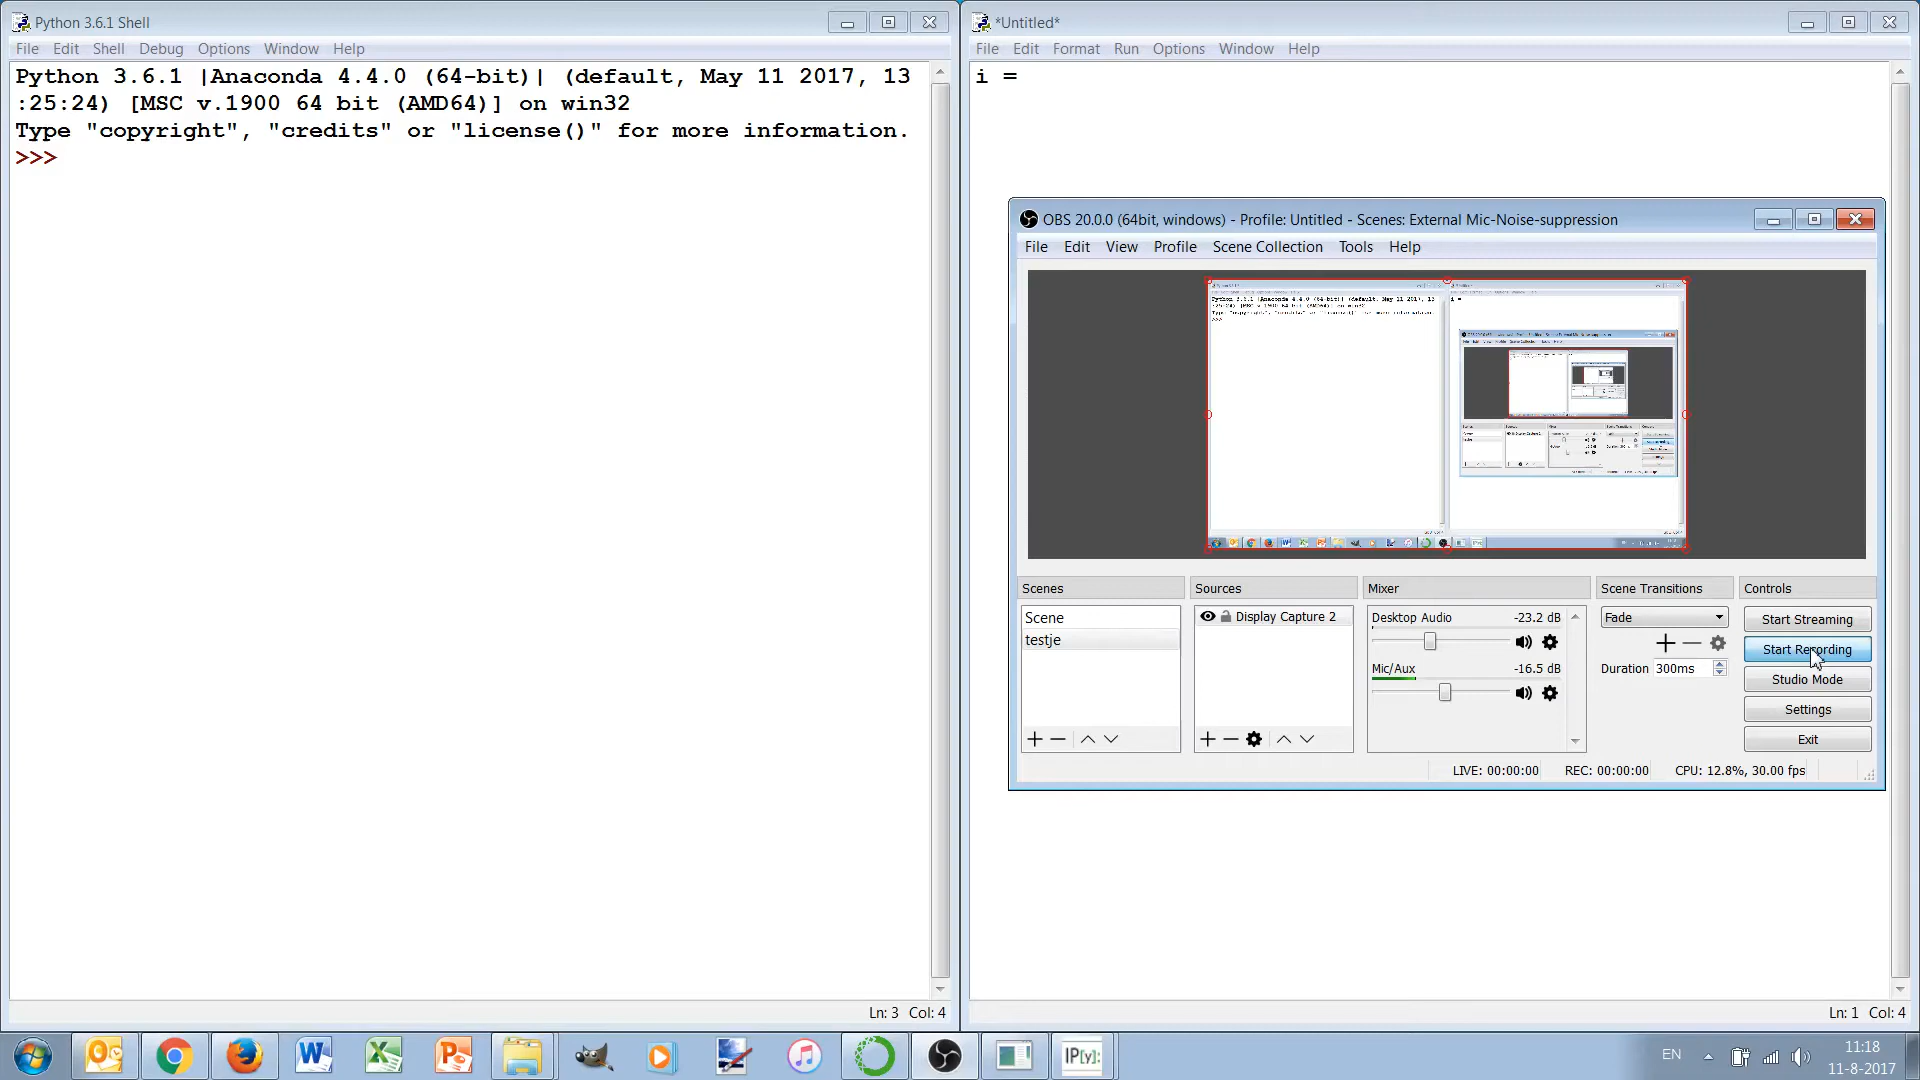 Python 3.6.1 Shell
File Edit Shell Debug Options Window Help
Python 3.6.1 |Anaconda 4.4.0 (64-bit)| (default, May 11 2017, 13
:25:24) [MSC v.1900 64 bit (AMD64)] on win32
Type "copyright", "credits" or "license()" for more information.
>>>
Ln: 3 Col: 4
*Untitled*
File Edit Format Run Options Window Help
i =
OBS 20.0.0 (64bit, windows) - Profile: Untitled - Scenes: External Mic-Noise-suppression
File Edit View Profile Scene Collection Tools Help
Scenes
Scene
testje
Sources
Display Capture 2
Mixer
Desktop Audio -23.2 dB
Mic/Aux -16.5 dB
Scene Transitions
Fade
Duration 300ms
Controls
Start Streaming
Start Recording
Studio Mode
Settings
Exit
LIVE: 00:00:00 REC: 00:00:00 CPU: 12.8%, 30.00 fps
Ln: 1 Col: 4
IP[y]:
EN
11:18
11-8-2017